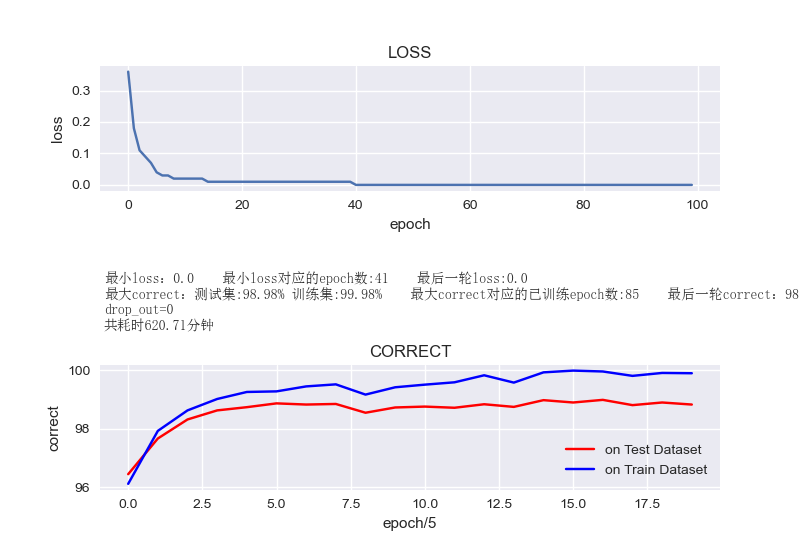 LOSS
0.3
0.2
0.1
0.0
loss
0 20 40 60 80 100
epoch
最小loss: 0.0 最小loss对应的epoch数:41 最后一轮loss:0.0
最大correct: 测试集:98.98% 训练集:99.98% 最大correct对应的已训练epoch数:85 最后一轮correct: 98
drop_out=0
共耗时620.71分钟
CORRECT
100
98
96
correct
on Test Dataset
on Train Dataset
0.0 2.5 5.0 7.5 10.0 12.5 15.0 17.5
epoch/5